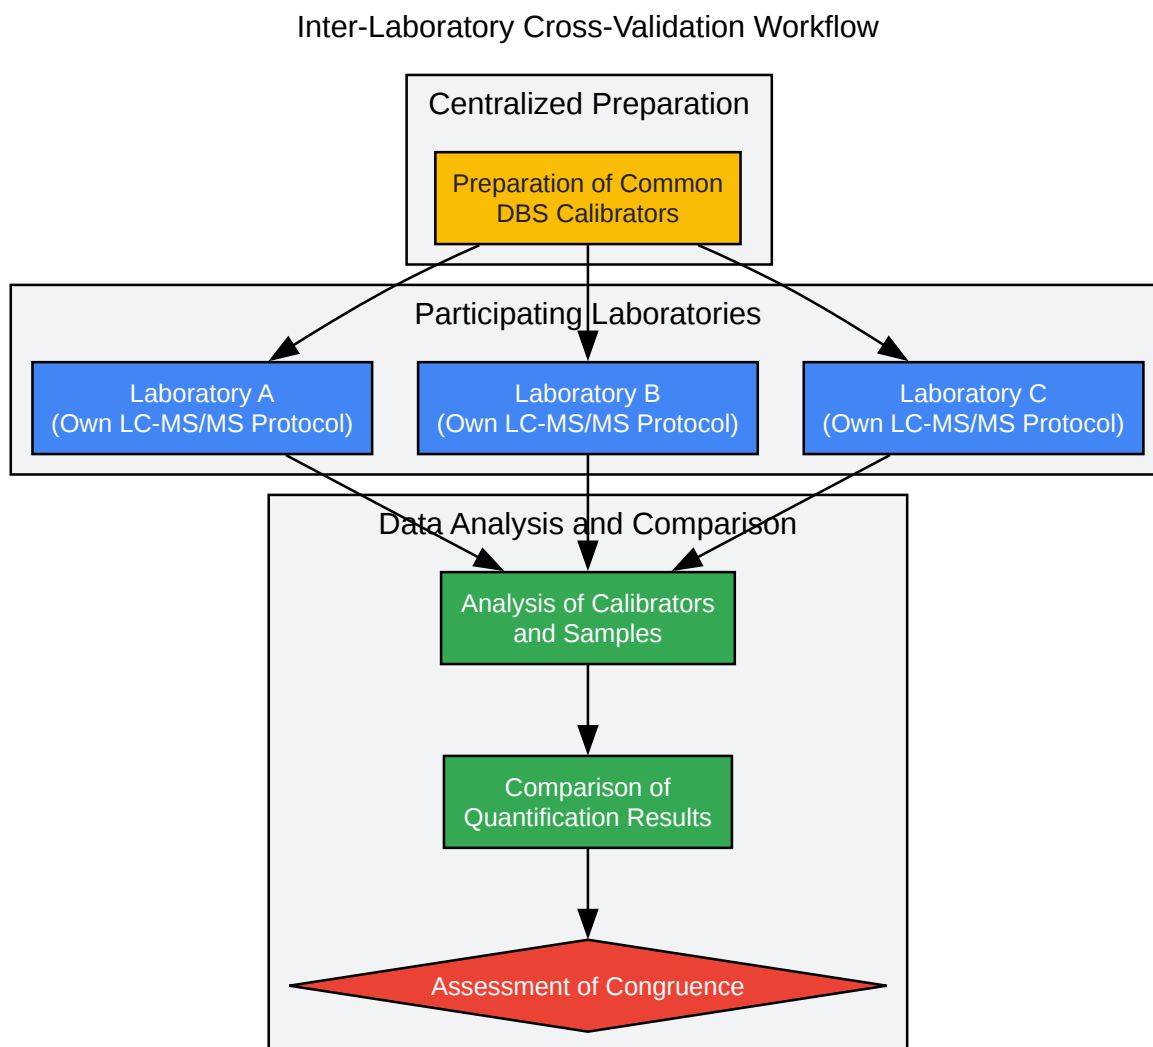 Inter-Laboratory Cross-Validation Workflow
Centralized Preparation
Preparation of Common
DBS Calibrators
Participating Laboratories
Laboratory A
(Own LC-MS/MS Protocol)
Laboratory B
(Own LC-MS/MS Protocol)
Laboratory C
(Own LC-MS/MS Protocol)
Data Analysis and Comparison
Analysis of Calibrators
and Samples
Comparison of
Quantification Results
Assessment of Congruence